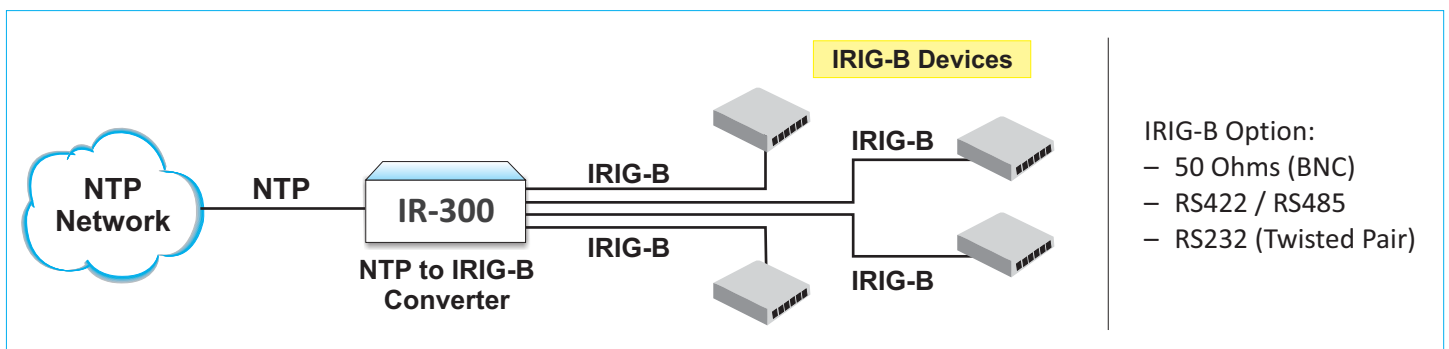 IRIG-B Devices
NTP
Network
NTP
IR-300
NTP to IRIG-B
Converter
IRIG-B
IRIG-B
IRIG-B
IRIG-B
IRIG-B Option:
– 50 Ohms (BNC)
– RS422 / RS485
– RS232 (Twisted Pair)